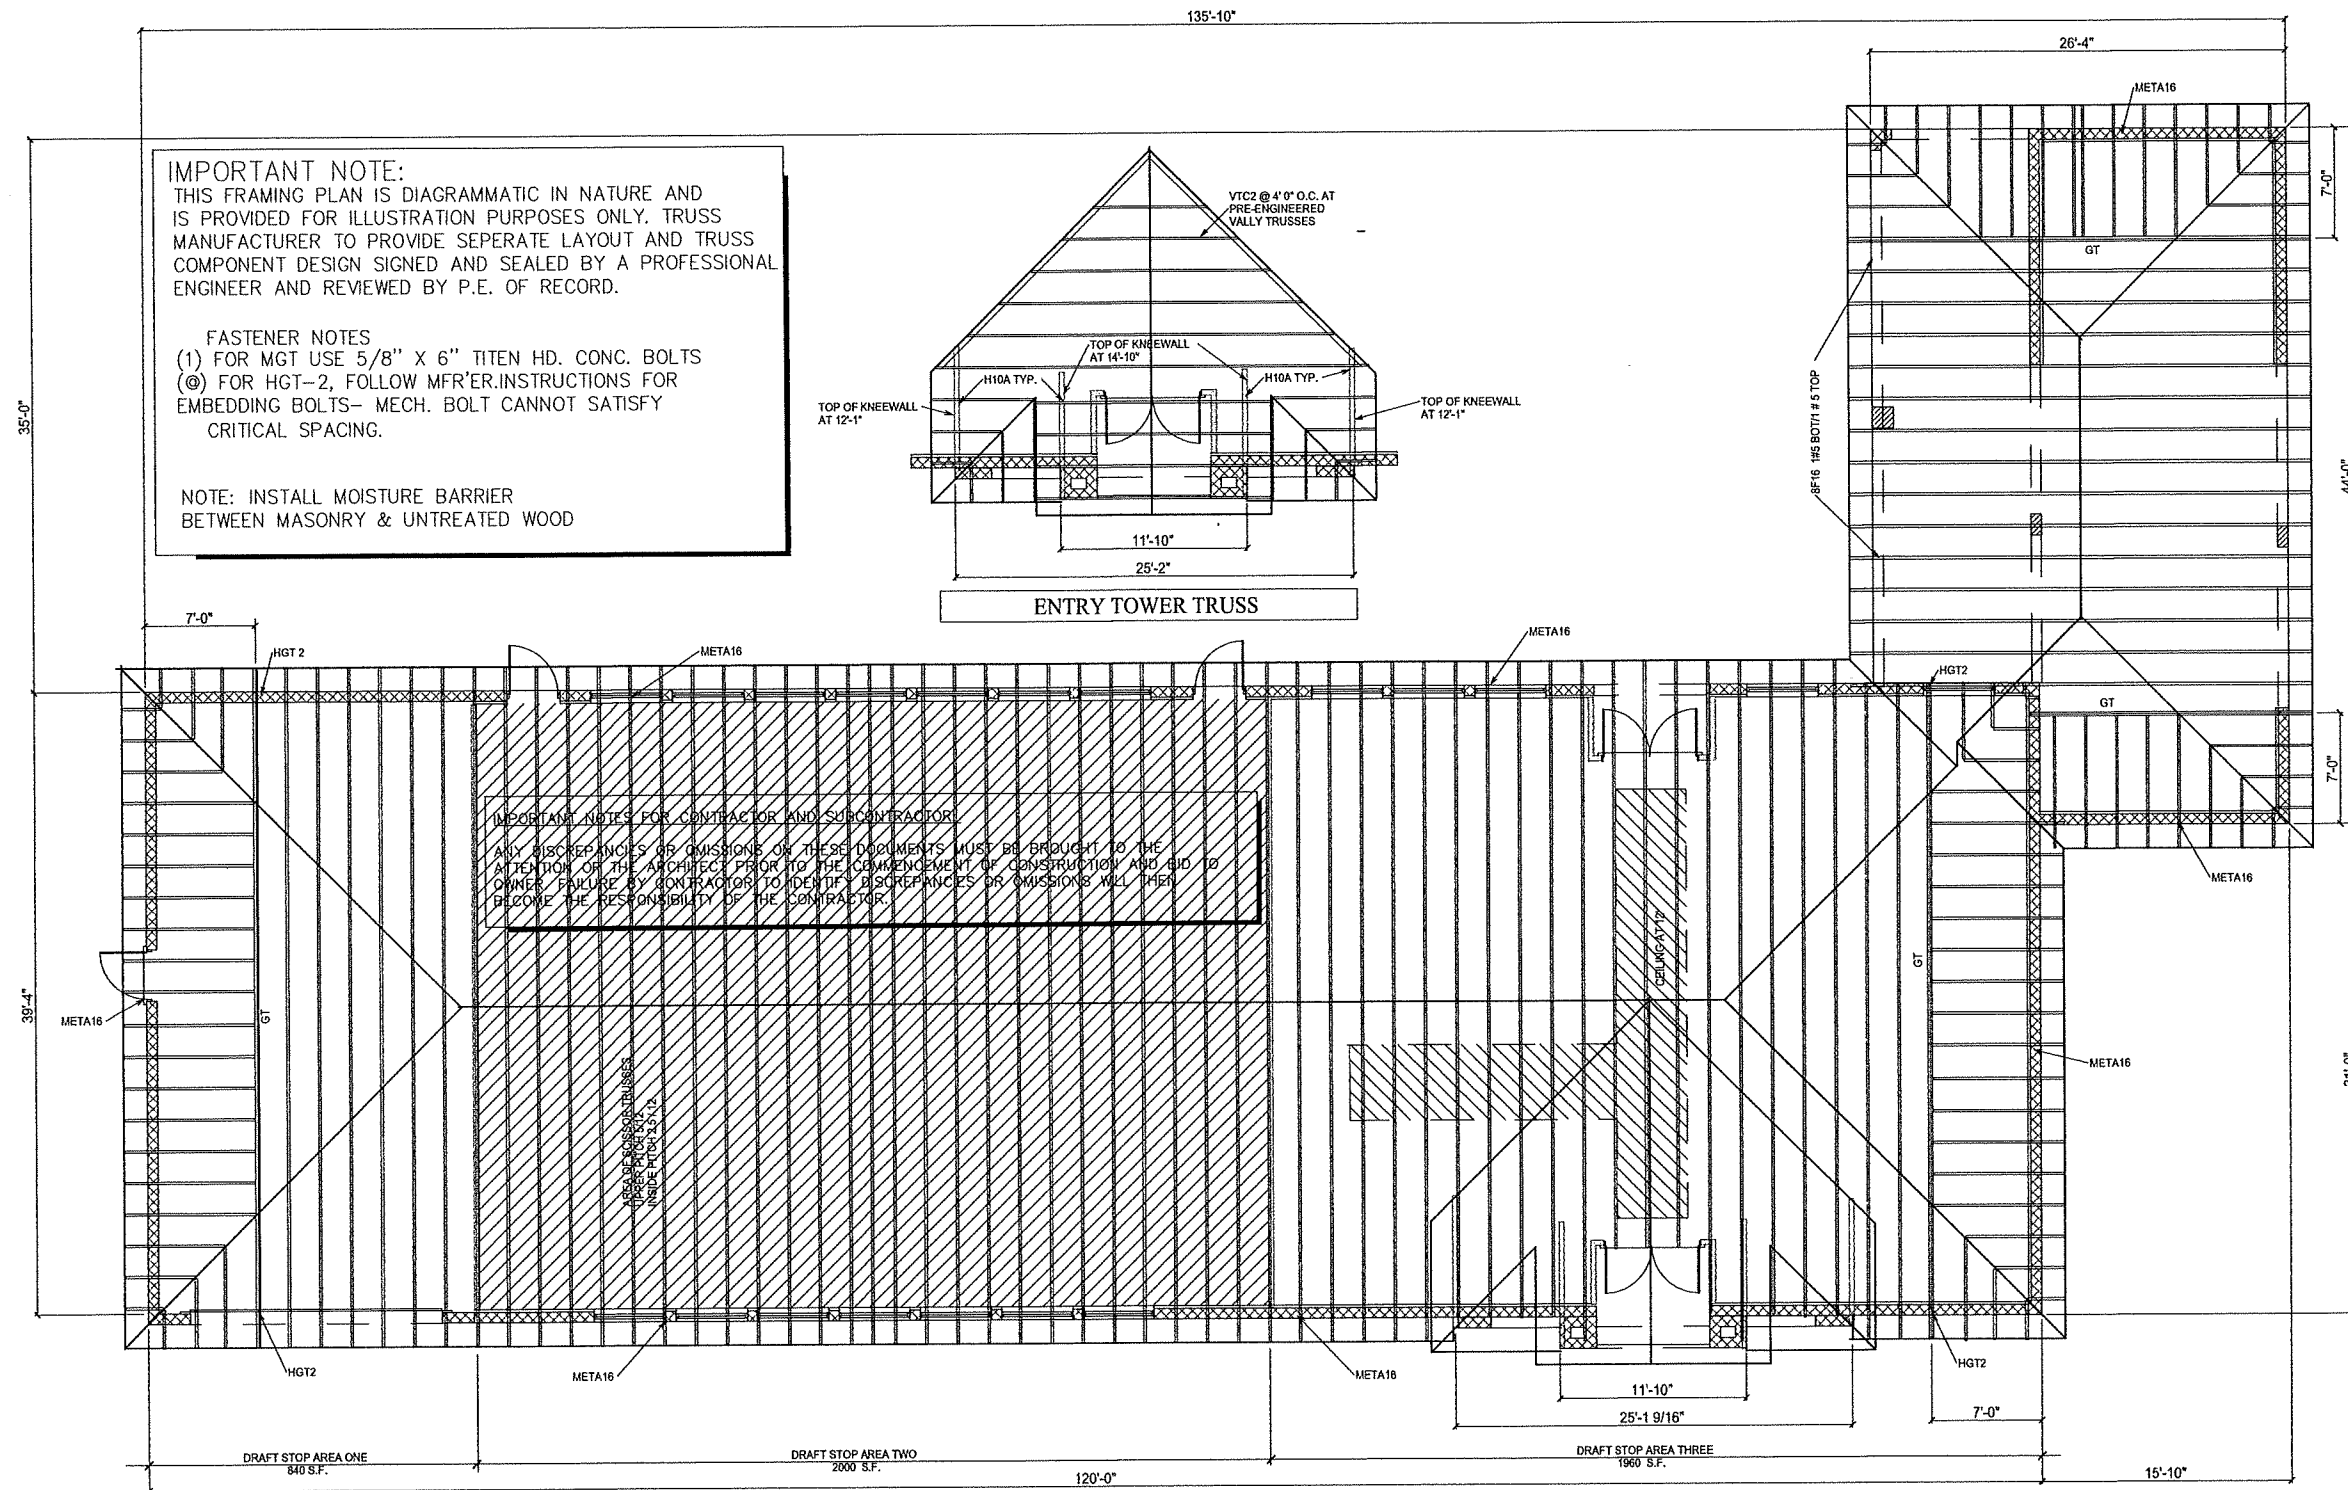 135'-10"
26'-4"
META16
7'-0"
IMPORTANT NOTE:
THIS FRAMING PLAN IS DIAGRAMMATIC IN NATURE AND
IS PROVIDED FOR ILLUSTRATION PURPOSES ONLY. TRUSS
MANUFACTURER TO PROVIDE SEPERATE LAYOUT AND TRUSS
COMPONENT DESIGN SIGNED AND SEALED BY A PROFESSIONAL
ENGINEER AND REVIEWED BY P.E. OF RECORD.
FASTENER NOTES
(1) FOR MGT USE 5/8" X 6" TITEN HD. CONC. BOLTS
(@) FOR HGT-2, FOLLOW MFR'ER.INSTRUCTIONS FOR
EMBEDDING BOLTS- MECH. BOLT CANNOT SATISFY
CRITICAL SPACING.
NOTE: INSTALL MOISTURE BARRIER
BETWEEN MASONRY & UNTREATED WOOD
VTC2 @ 4' 0" O.C. AT
PRE-ENGINEERED
VALLY TRUSSES
TOP OF KNEEWALL
AT 14'-10"
H10A TYP.
H10A TYP.
TOP OF KNEEWALL
AT 12'-1"
TOP OF KNEEWALL
AT 12'-1"
11'-10"
25'-2"
ENTRY TOWER TRUSS
GT
8F16 1#5 BOT/1 # 5 TOP
35'-0"
44'-0"
7'-0"
HGT 2
META16
META16
HGT2
GT
7'-0"
META16
IMPORTANT NOTES FOR CONTRACTOR AND SUBCONTRACTOR:
ANY DISCREPANCIES OR OMISSIONS ON THESE DOCUMENTS MUST BE BROUGHT TO THE
ATTENTION OF THE ARCHITECT PRIOR TO THE COMMENCEMENT OF CONSTRUCTION AND BID TO
OWNER. FAILURE BY CONTRACTOR TO IDENTIFY DISCREPANCES OR OMISSIONS WILL THEN
BECOME THE RESPONSIBILITY OF THE CONTRACTOR.
CEILING AT 12'
GT
GT
39'-4"
META16
META16
AREA OF SCISSOR TRUSSES
UPPER PITCH 5:12
INSIDE PITCH 2.5":12
HGT2
META16
META16
HGT2
11'-10"
25'-1 9/16"
7'-0"
DRAFT STOP AREA ONE
840 S.F.
DRAFT STOP AREA TWO
2000 S.F.
DRAFT STOP AREA THREE
1960 S.F.
120'-0"
15'-10"